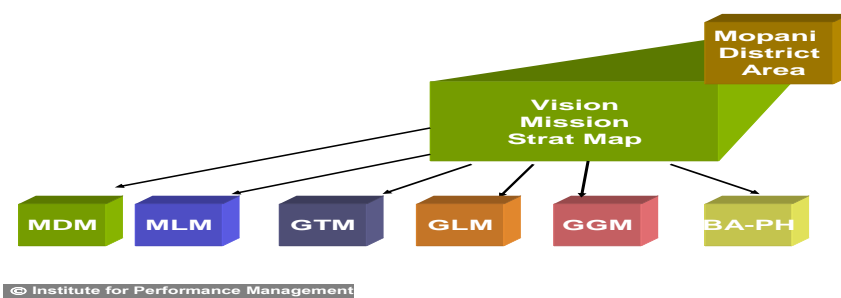 Mopani
District
Area
Vision
Mission
Strat Map
MDM
MLM
GTM
GLM
GGM
BA-PH
© Institute for Performance Management